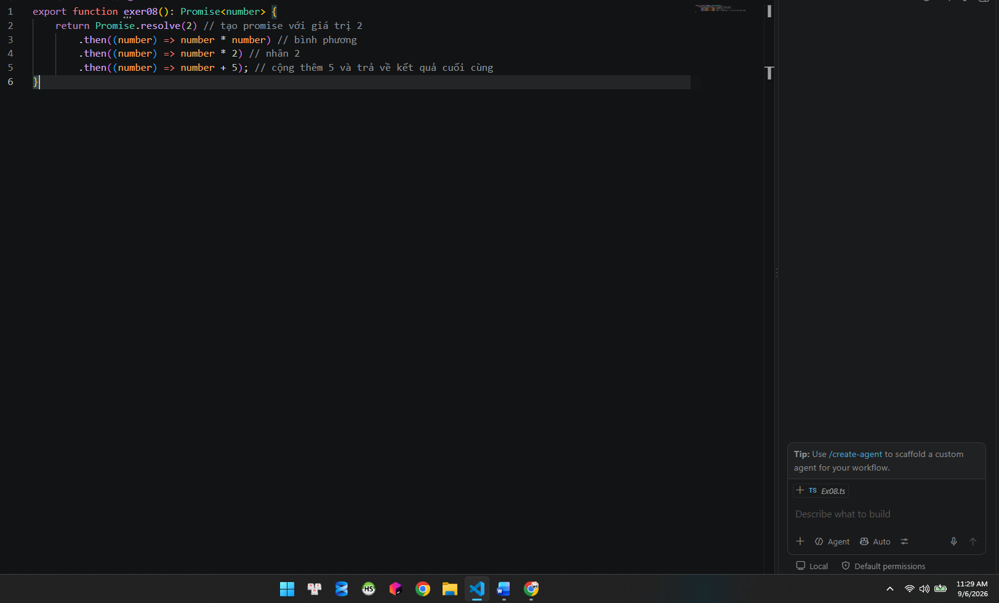 1 export function exer08(): Promise<number> {
2 return Promise.resolve(2) // tạo promise với giá trị 2
3 .then((number) => number * number) // bình phương
4 .then((number) => number * 2) // nhân 2
5 .then((number) => number + 5); // cộng thêm 5 và trả về kết quả cuối cùng
6 }
Tip: Use /create-agent to scaffold a custom
agent for your workflow.
TS Ex08.ts
Describe what to build
Agent Auto
Local Default permissions
HS
W
11:29 AM
9/6/2026